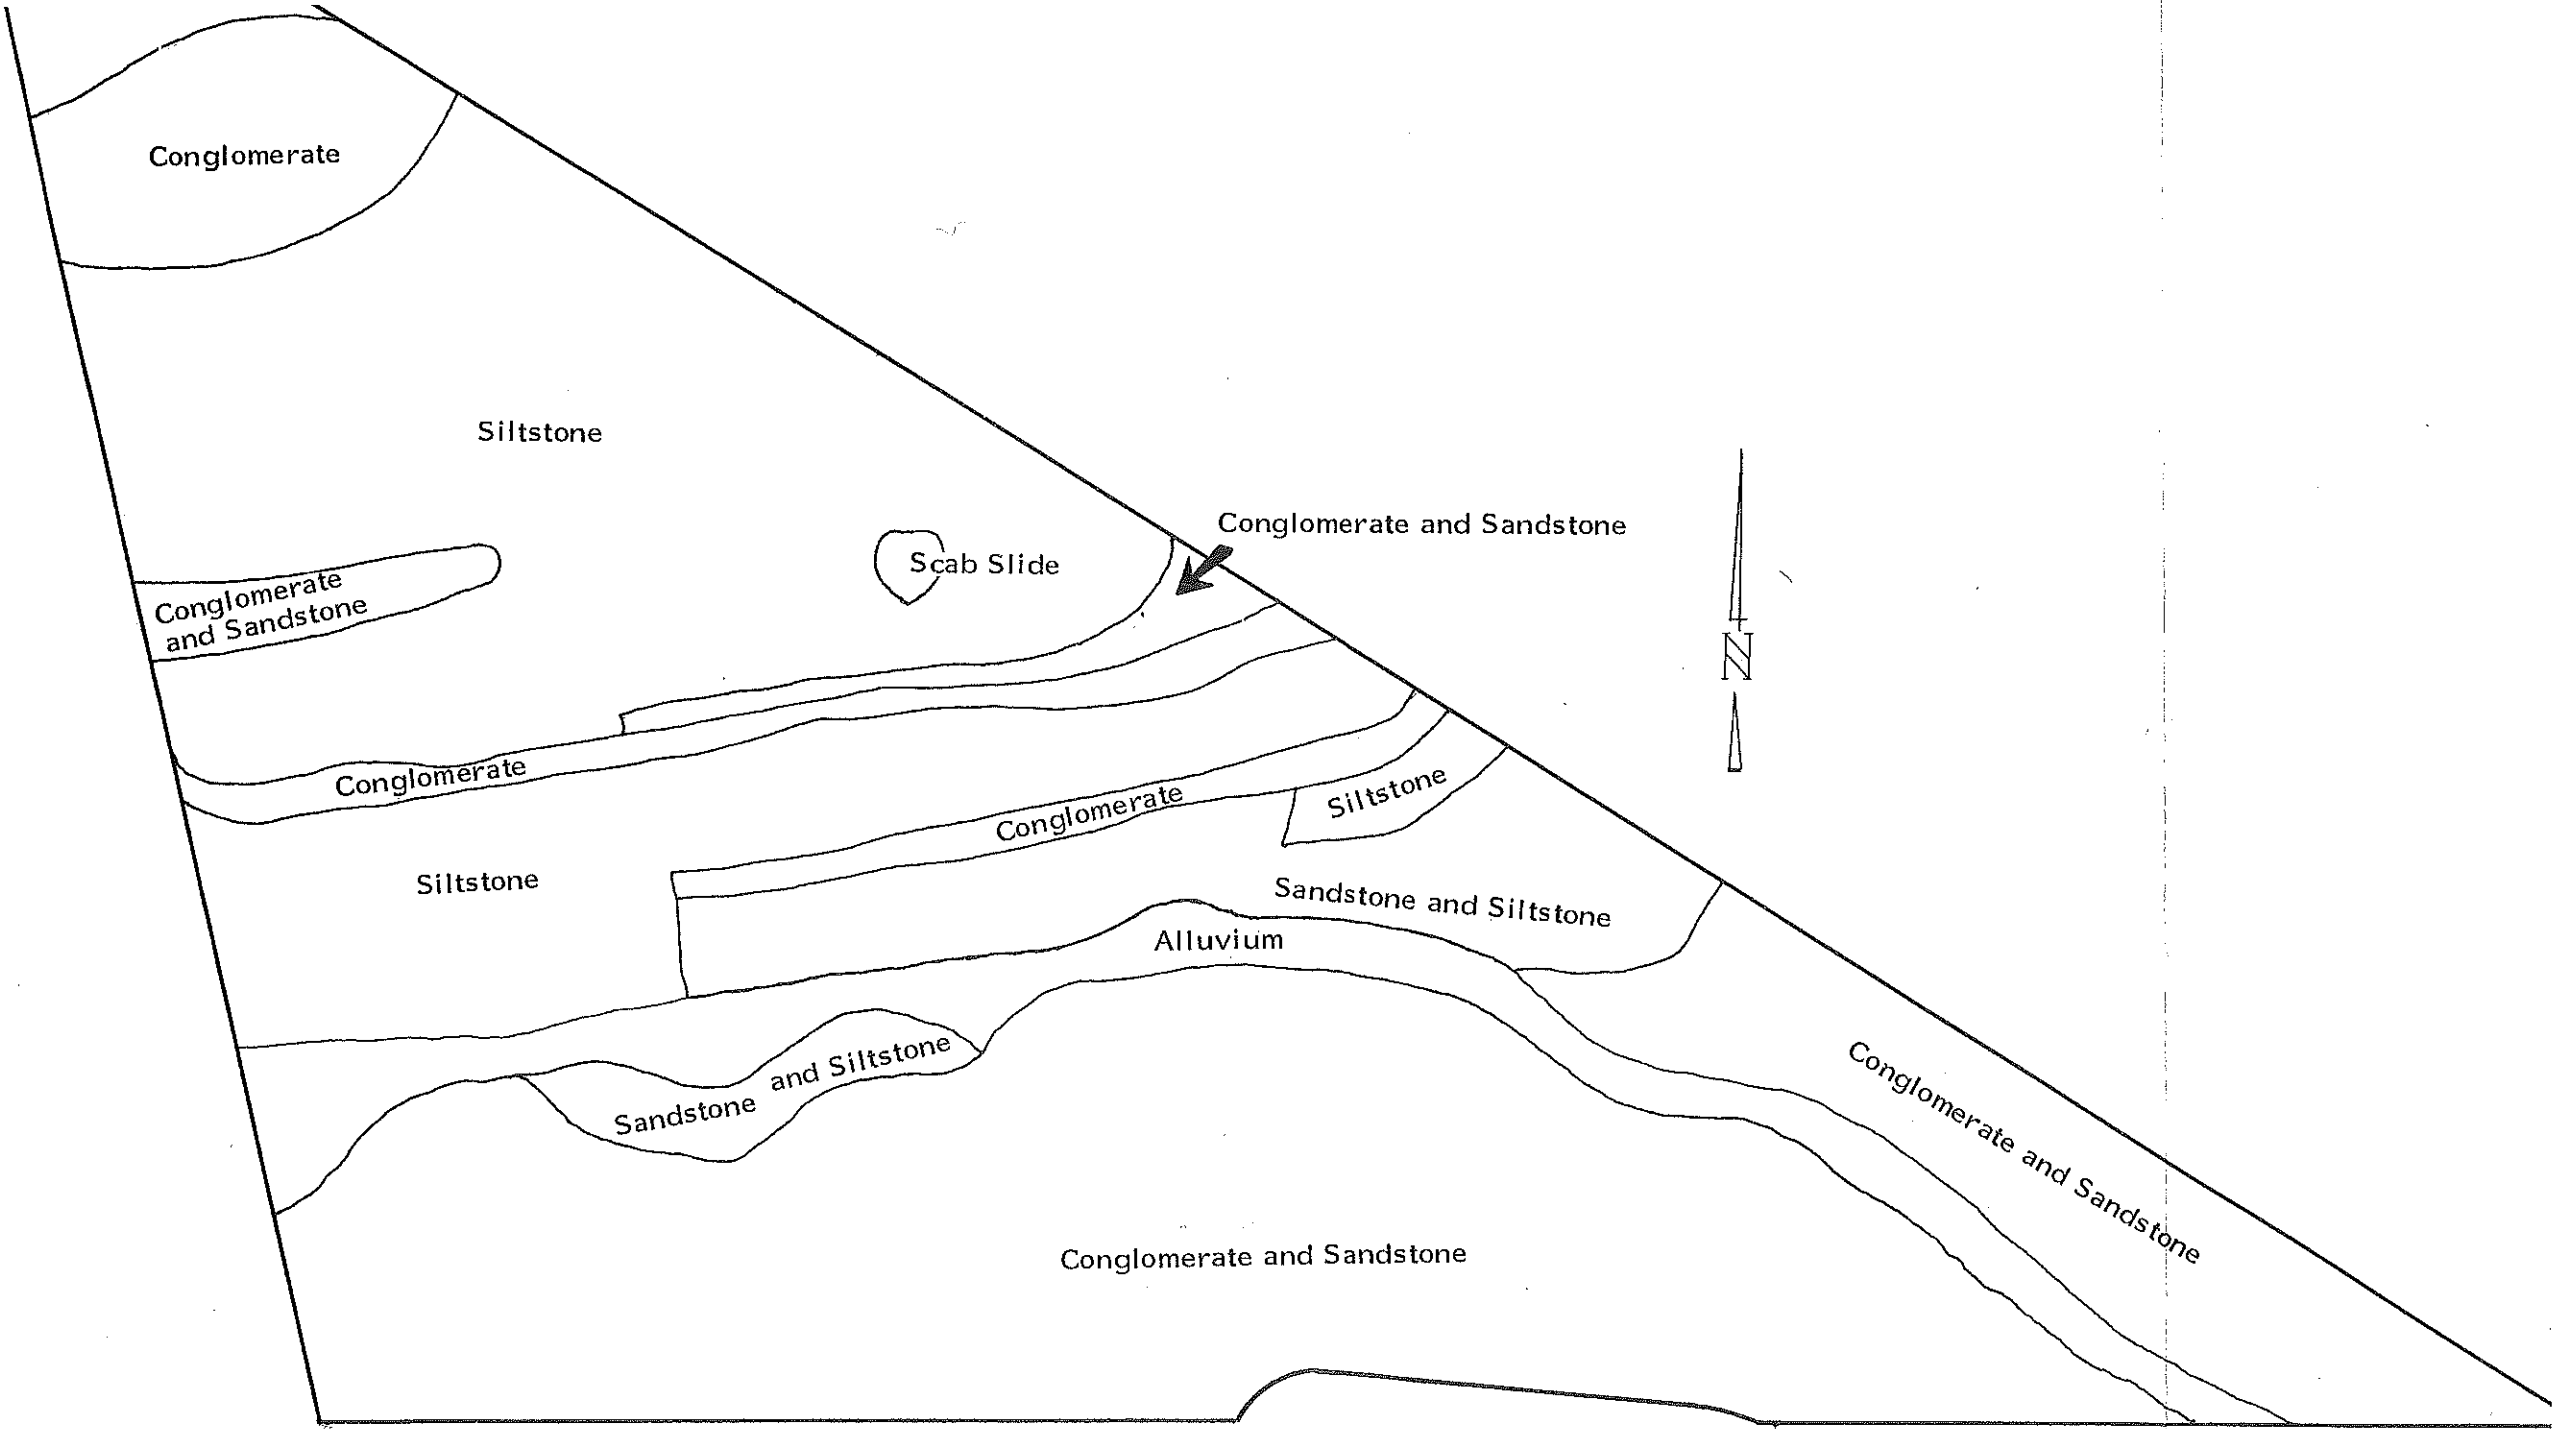 Conglomerate
Siltstone
Conglomerate and Sandstone
Scab Slide
Conglomerate
and Sandstone
N
Conglomerate
Siltstone
Conglomerate
Siltstone
Sandstone and Siltstone
Alluvium
Sandstone and Siltstone
Conglomerate and Sandstone
Conglomerate and Sandstone